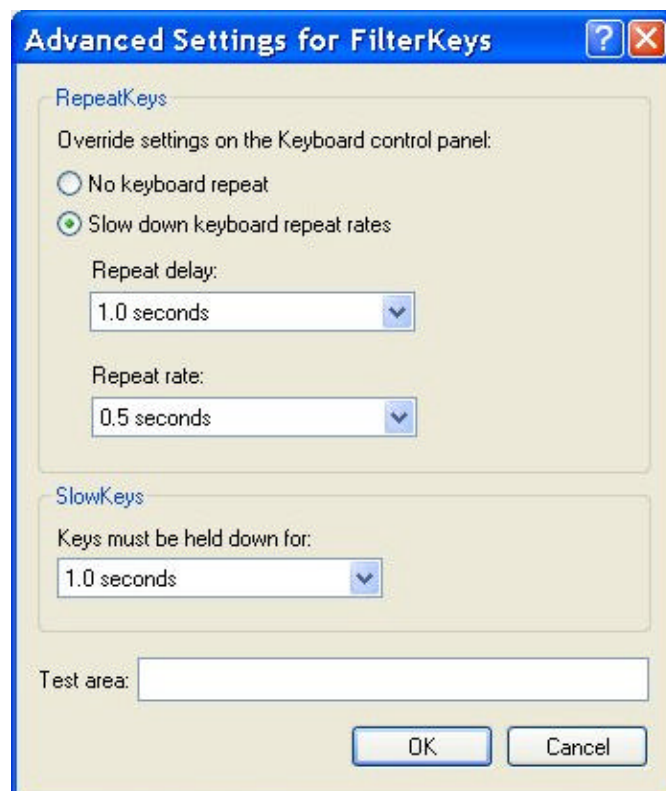 Advanced Settings for FilterKeys
RepeatKeys
Override settings on the Keyboard control panel:
No keyboard repeat
Slow down keyboard repeat rates
Repeat delay:
1.0 seconds
Repeat rate:
0.5 seconds
SlowKeys
Keys must be held down for:
1.0 seconds
Test area:
OK Cancel